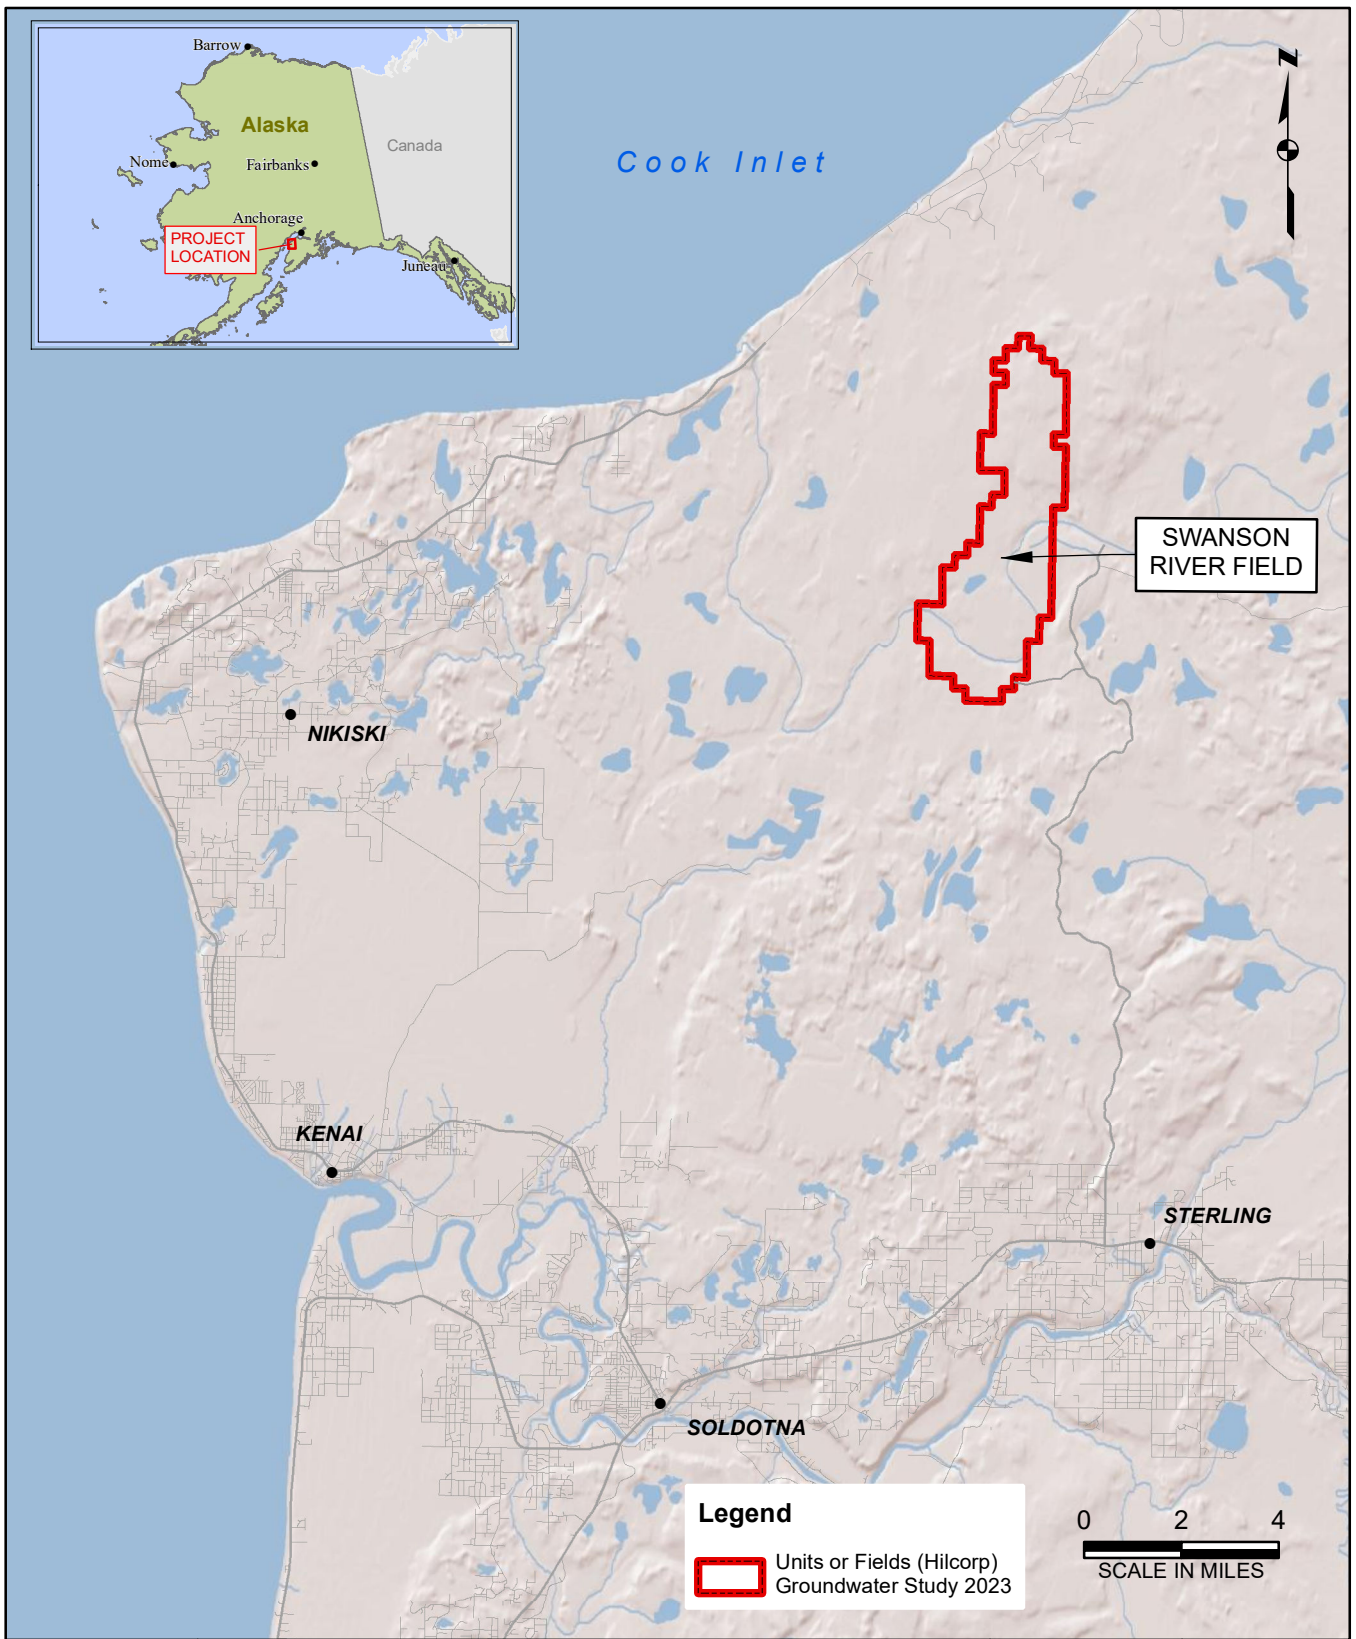 Barrow
Alaska
Canada
Nome
Fairbanks
Anchorage
PROJECT
LOCATION
Juneau
Cook Inlet
N
SWANSON
RIVER FIELD
NIKISKI
KENAI
STERLING
SOLDOTNA
Legend
Units or Fields (Hilcorp)
Groundwater Study 2023
0 2 4
SCALE IN MILES